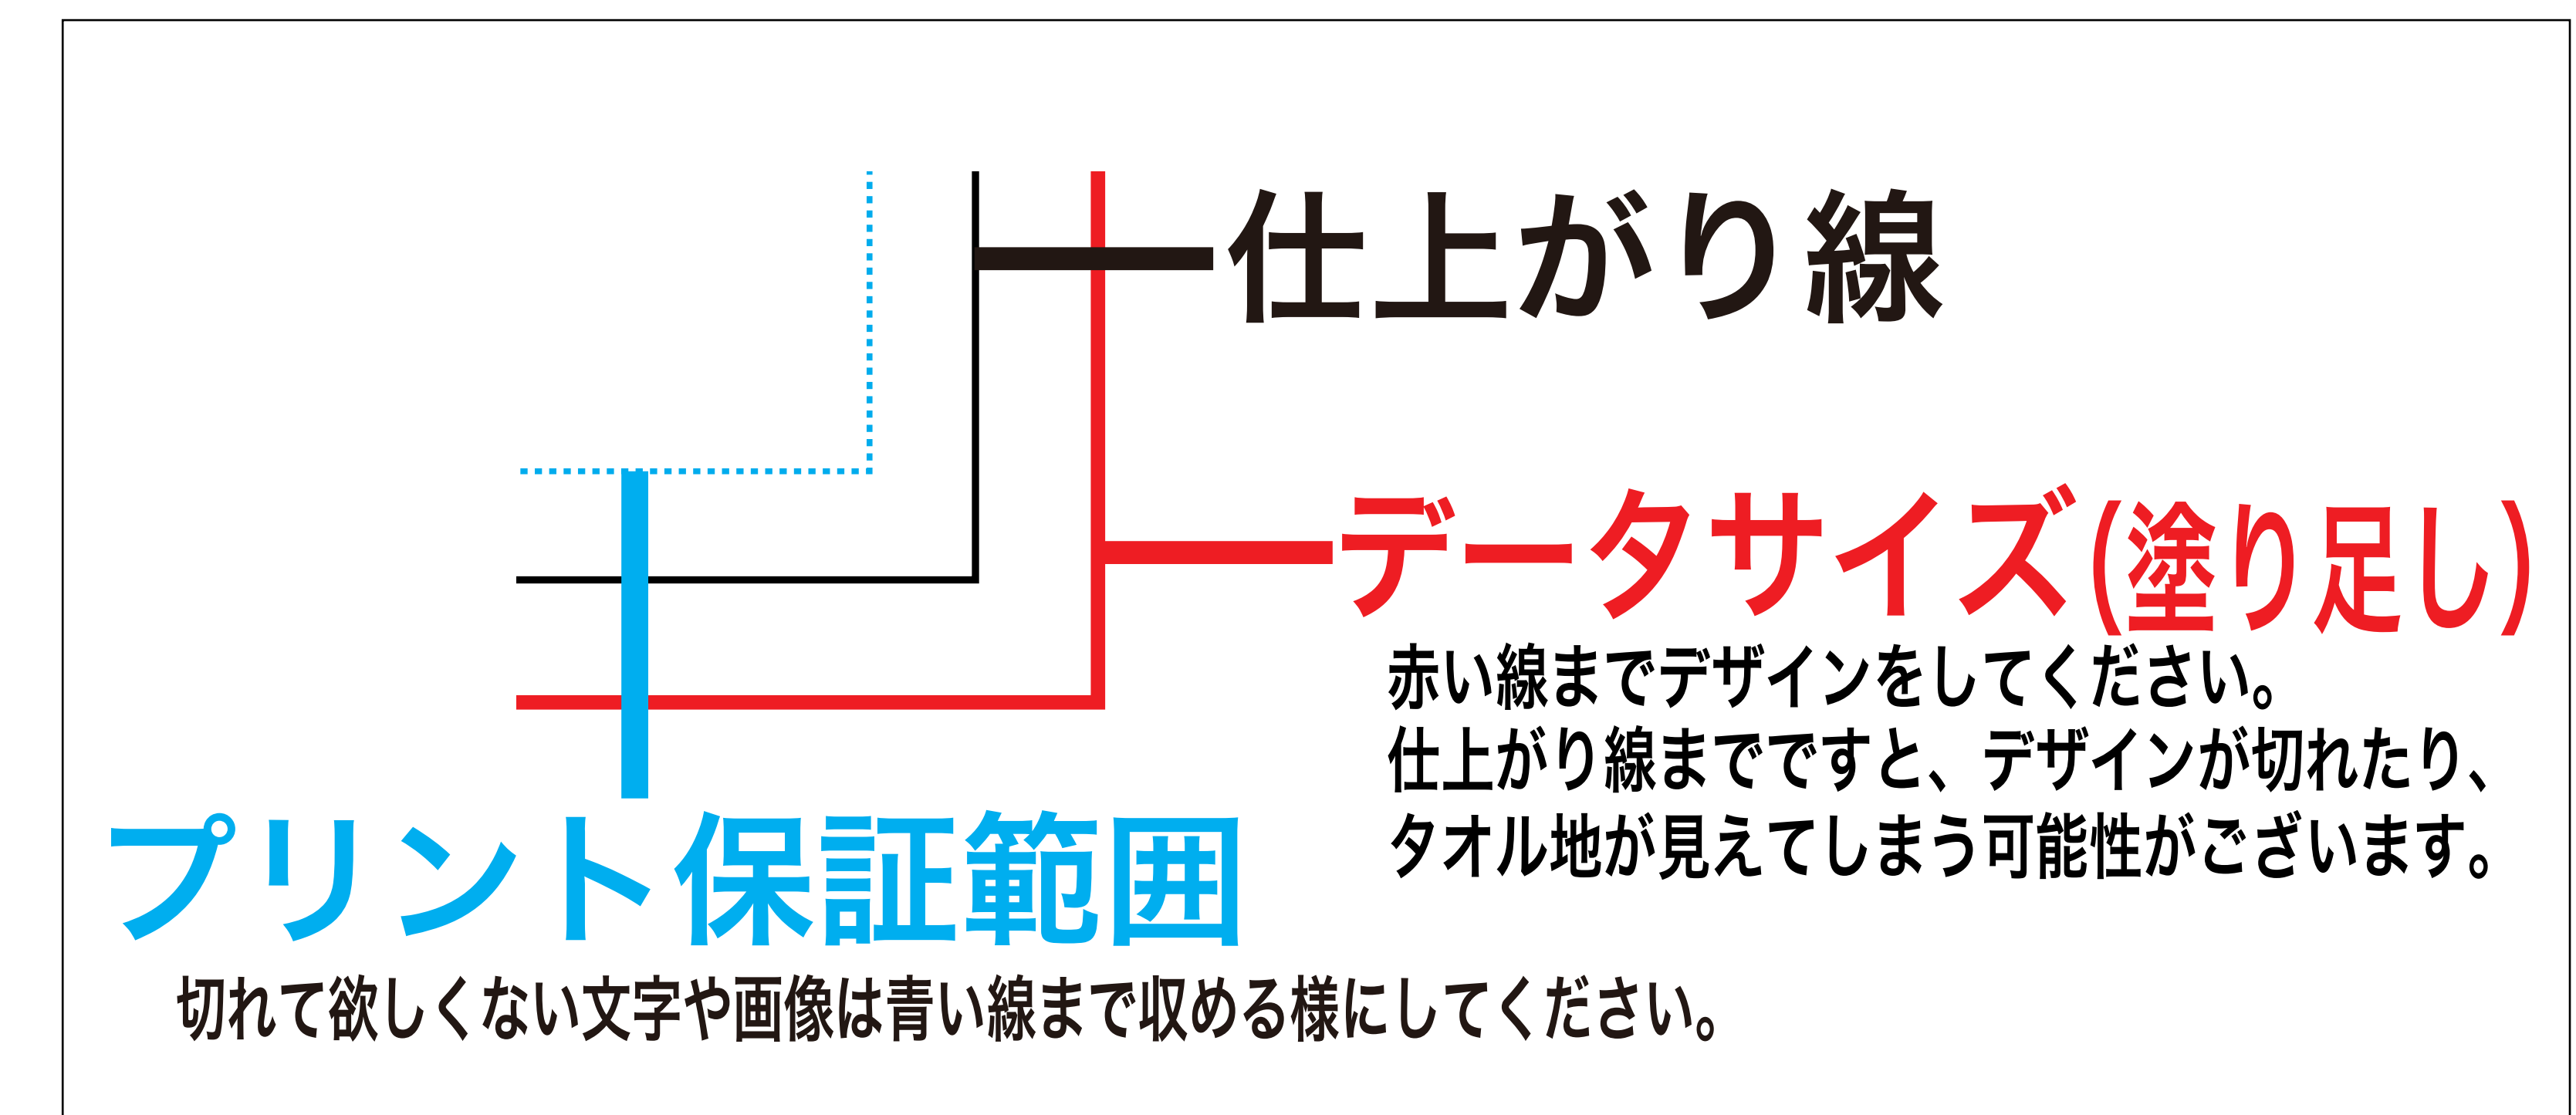 仕上がり線
データサイズ(塗り足し)
赤い線までデザインをしてください。
仕上がり線まででですと、デザインが切れたり、
タオル地が見えてしまう可能性がございます。
プリント保証範囲
切れて欲しくない文字や画像は青い線まで収める様にしてください。